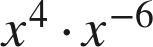 x⁴ · x⁻⁶